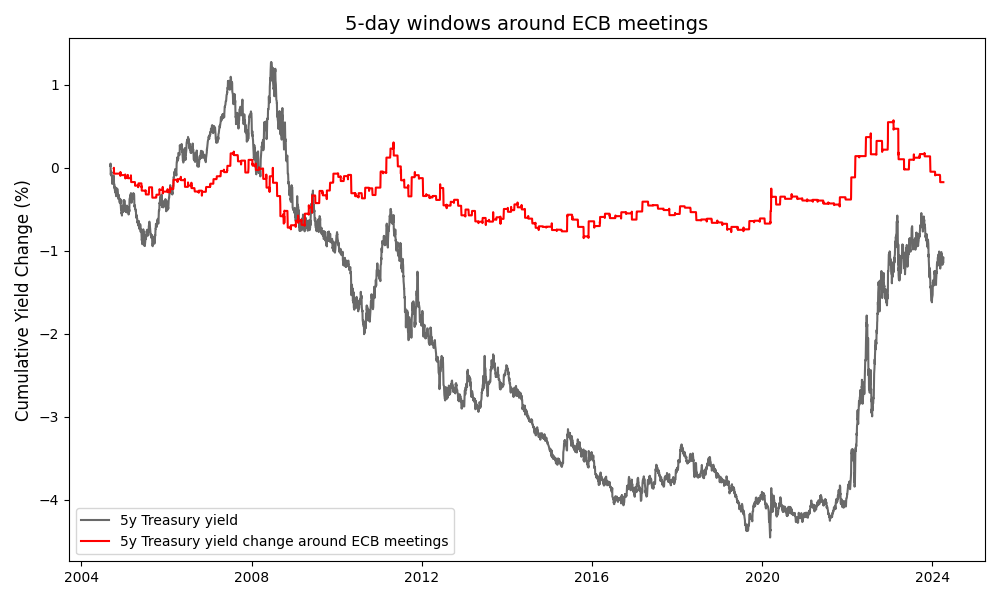 5-day windows around ECB meetings
Cumulative Yield Change (%)
1
0
−1
−2
−3
−4
5y Treasury yield
5y Treasury yield change around ECB meetings
2004 2008 2012 2016 2020 2024